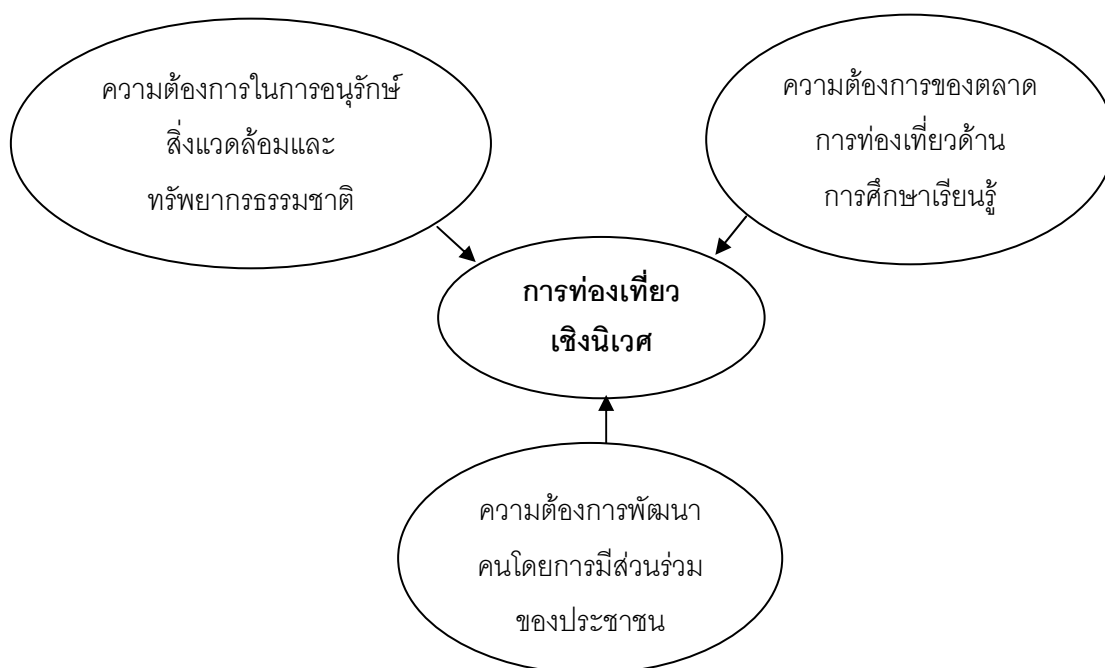 ความต้องการในการอนุรักษ์
สิ่งแวดล้อมและ
ทรัพยากรธรรมชาติ
ความต้องการของตลาด
การท่องเที่ยวด้าน
การศึกษาเรียนรู้
การท่องเที่ยว
เชิงนิเวศ
ความต้องการพัฒนา
คนโดยการมีส่วนร่วม
ของประชาชน